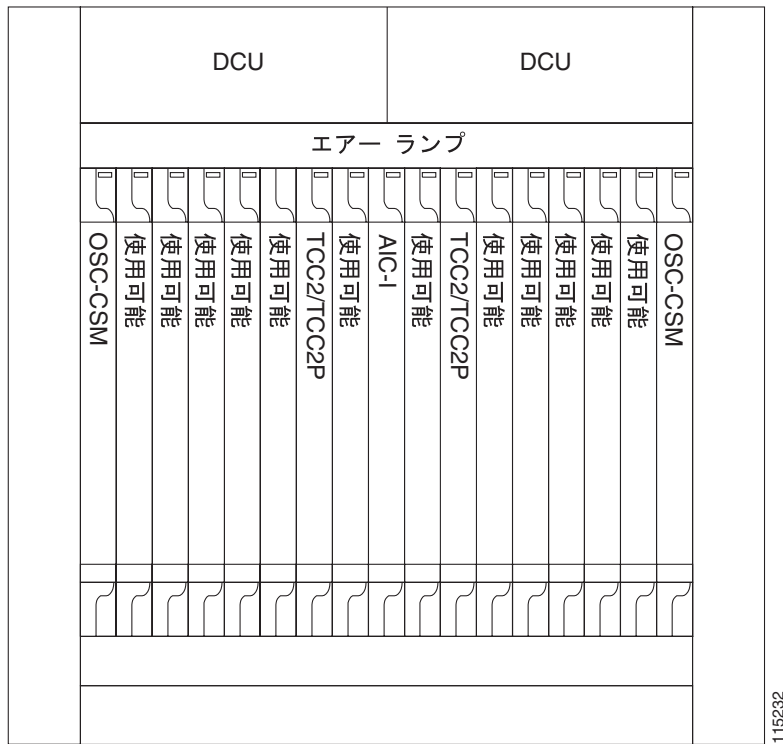 DCU
DCU
エアー ランプ
OSC-CSM
使用可能
使用可能
使用可能
使用可能
使用可能
TCC2/TCC2P
使用可能
AIC-I
使用可能
TCC2/TCC2P
使用可能
使用可能
使用可能
使用可能
使用可能
OSC-CSM
115232